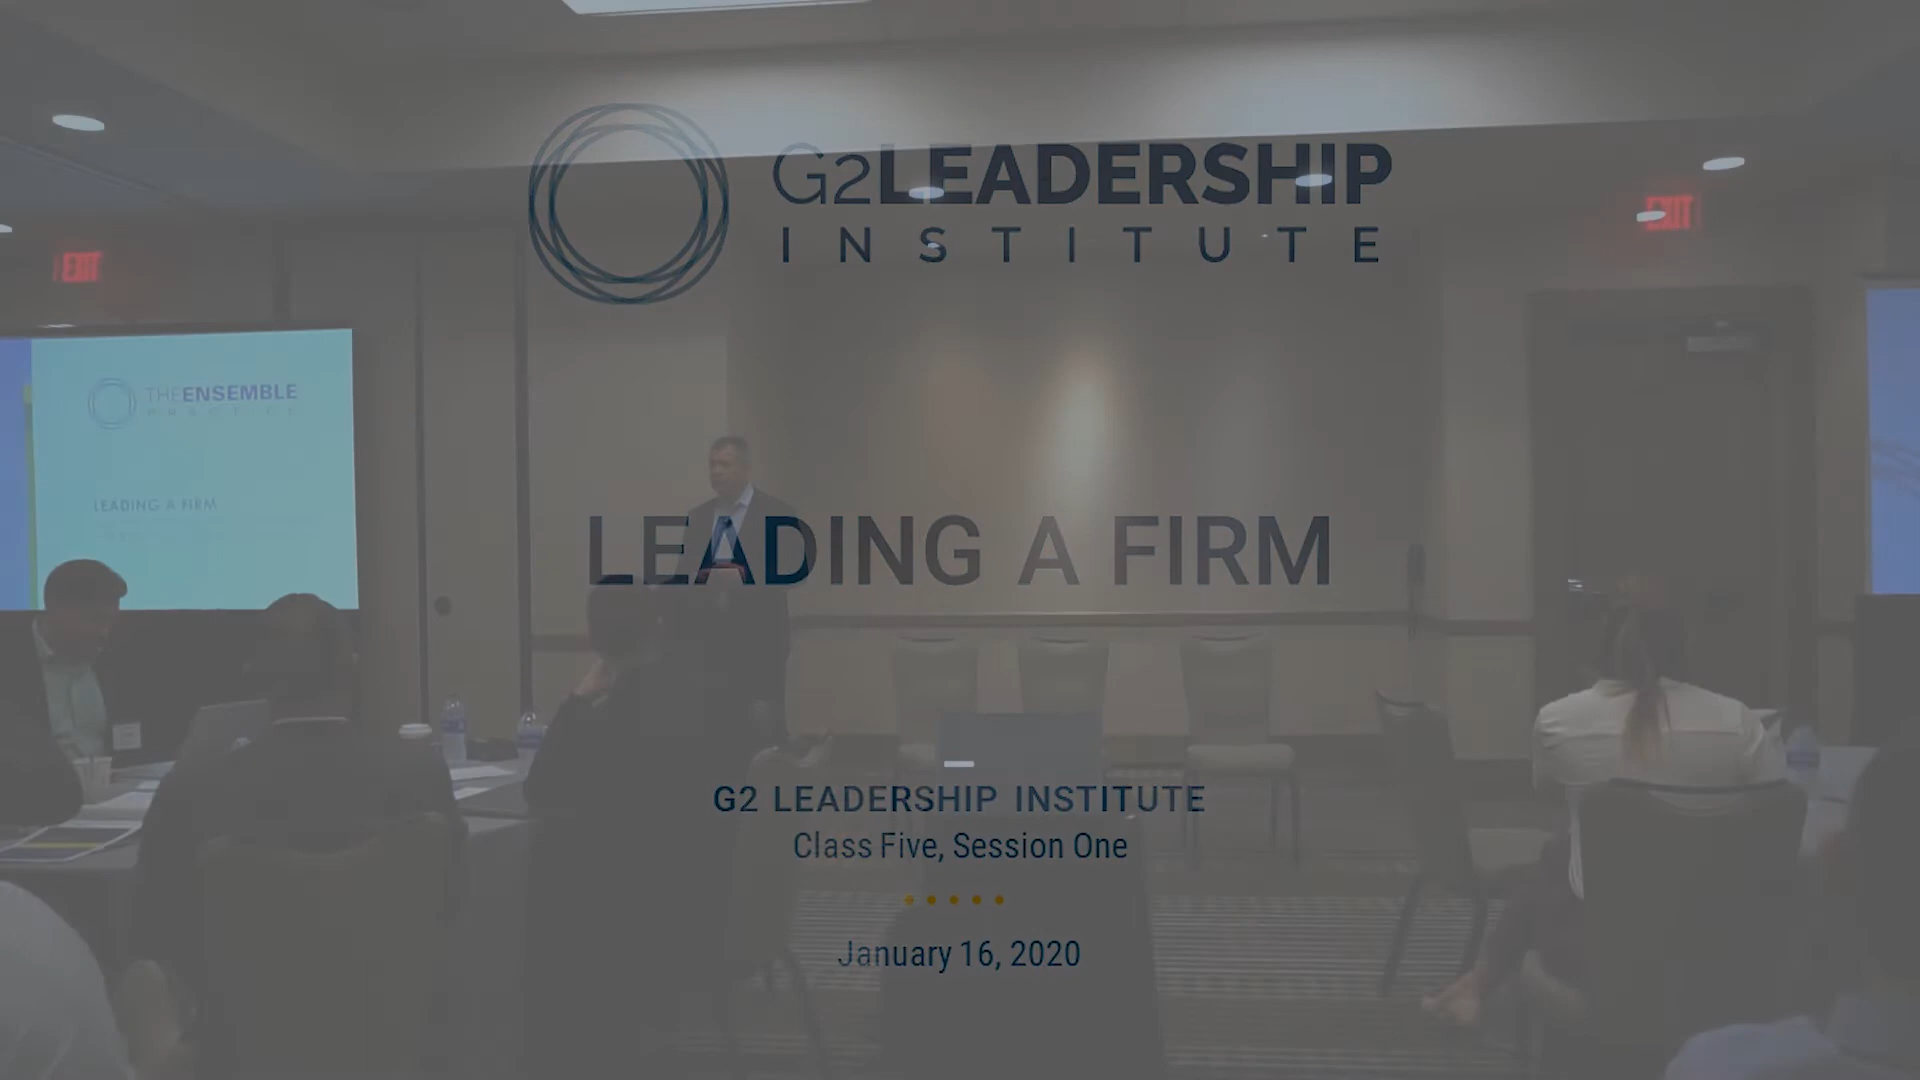 G2LEADERSHIP
INSTITUTE
EXIT
EXIT
THEENSEMBLE
PRACTICE
LEADING A FIRM
LEADING A FIRM
G2 LEADERSHIP INSTITUTE
Class Five, Session One
January 16, 2020